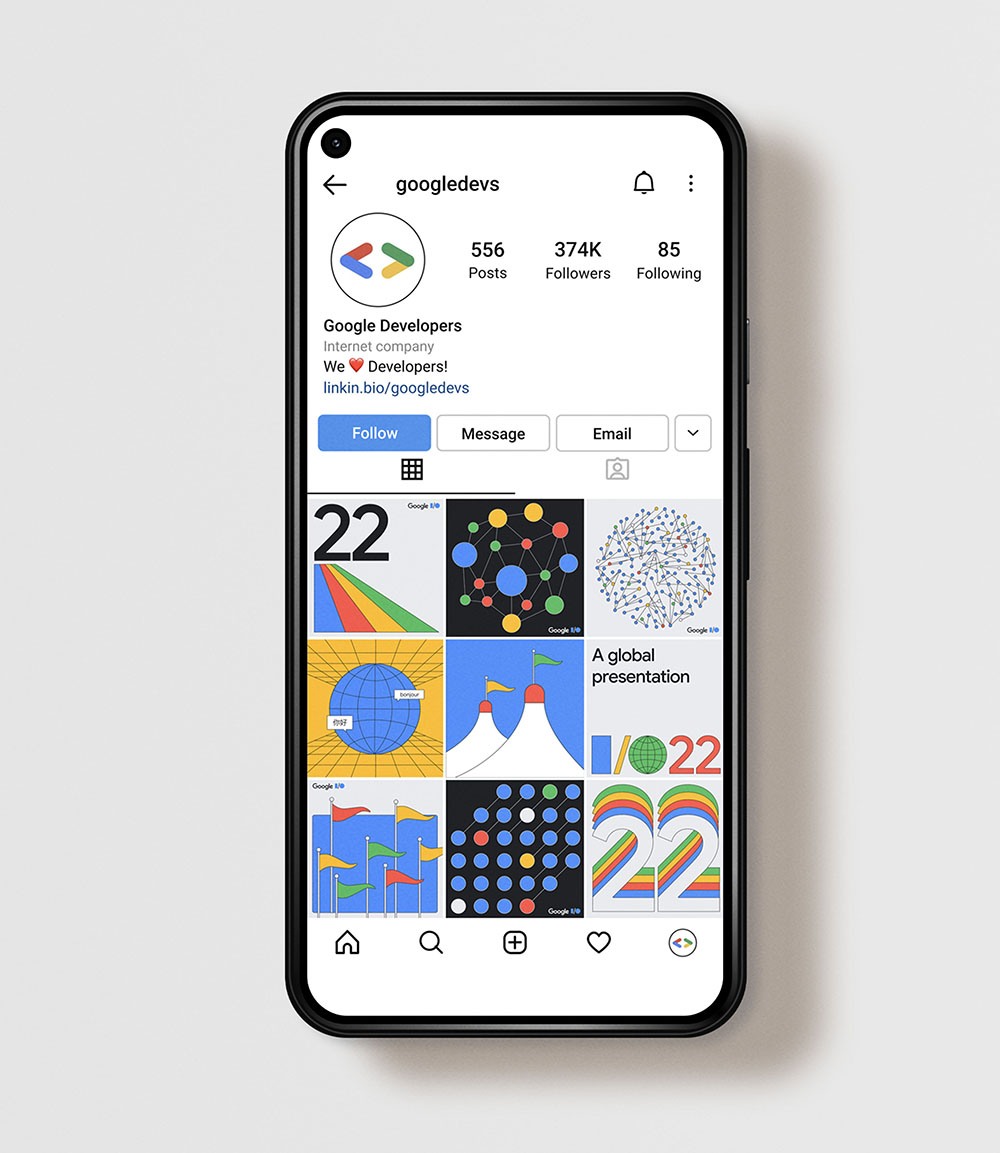 googledevs
556
Posts
374K
Followers
85
Following
Google Developers
Internet company
We ❤️ Developers!
linkin.bio/googledevs
Follow
Message
Email
22
Google I/O
Google I/O
Google I/O
bonjour
你好
A global
presentation
I/O 22
Google I/O
Google I/O
22